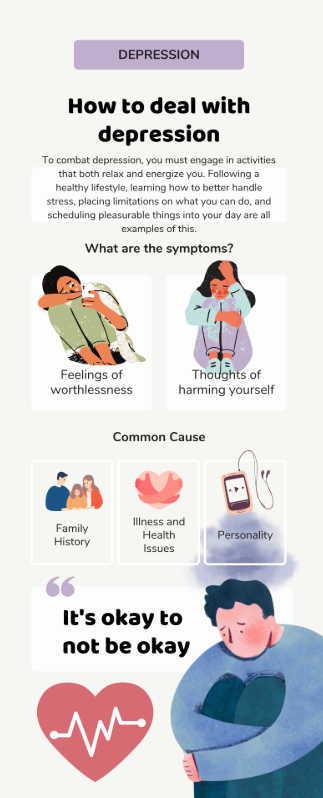 DEPRESSION
How to deal with
depression
To combat depression, you must engage in activities
that both relax and energize you. Following a
healthy lifestyle, learning how to better handle
stress, placing limitations on what you can do, and
scheduling pleasurable things into your day are all
examples of this.
What are the symptoms?
Feelings of
worthlessness
Thoughts of
harming yourself
Common Cause
Family
History
Illness and
Health
Issues
Personality
“
It's okay to
not be okay